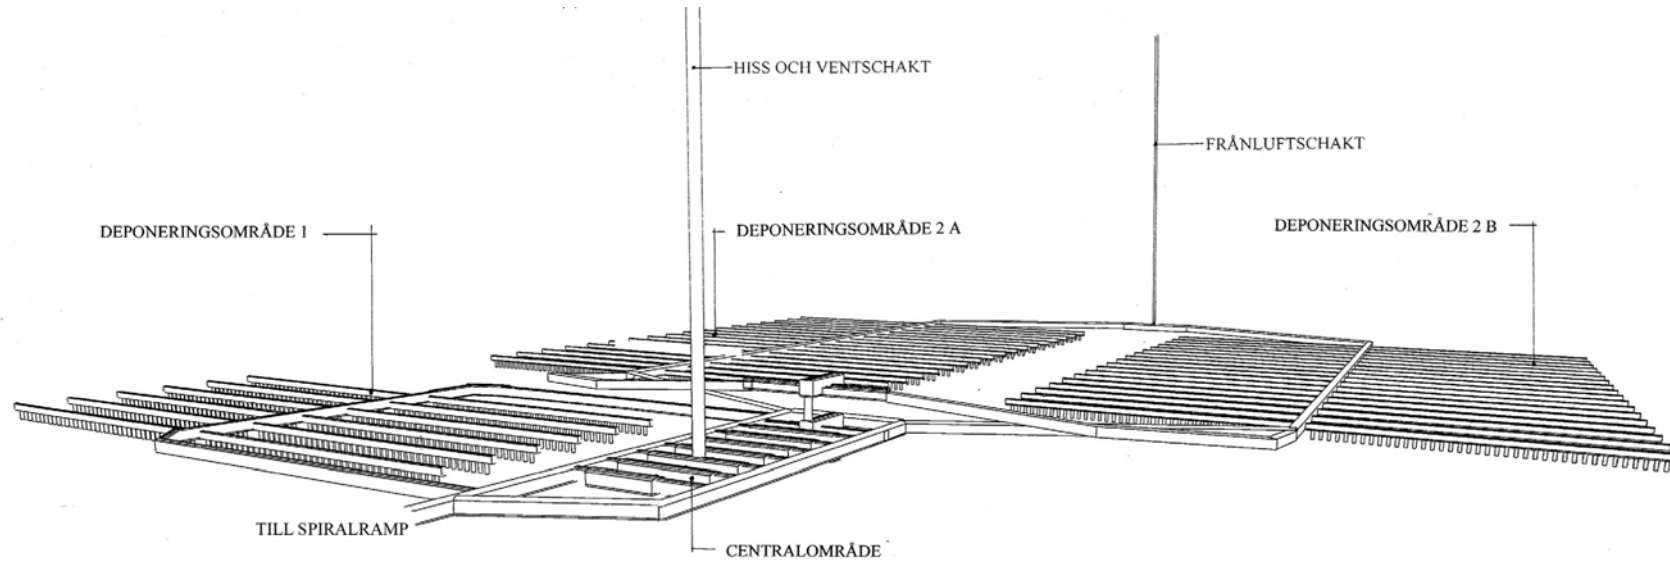 HISS OCH VENTSCHAKT
FRÅNLUFTSCHAKT
DEPONERINGSOMRÅDE 1
DEPONERINGSOMRÅDE 2 A
DEPONERINGSOMRÅDE 2 B
TILL SPIRALRAMP
CENTRALOMRÅDE